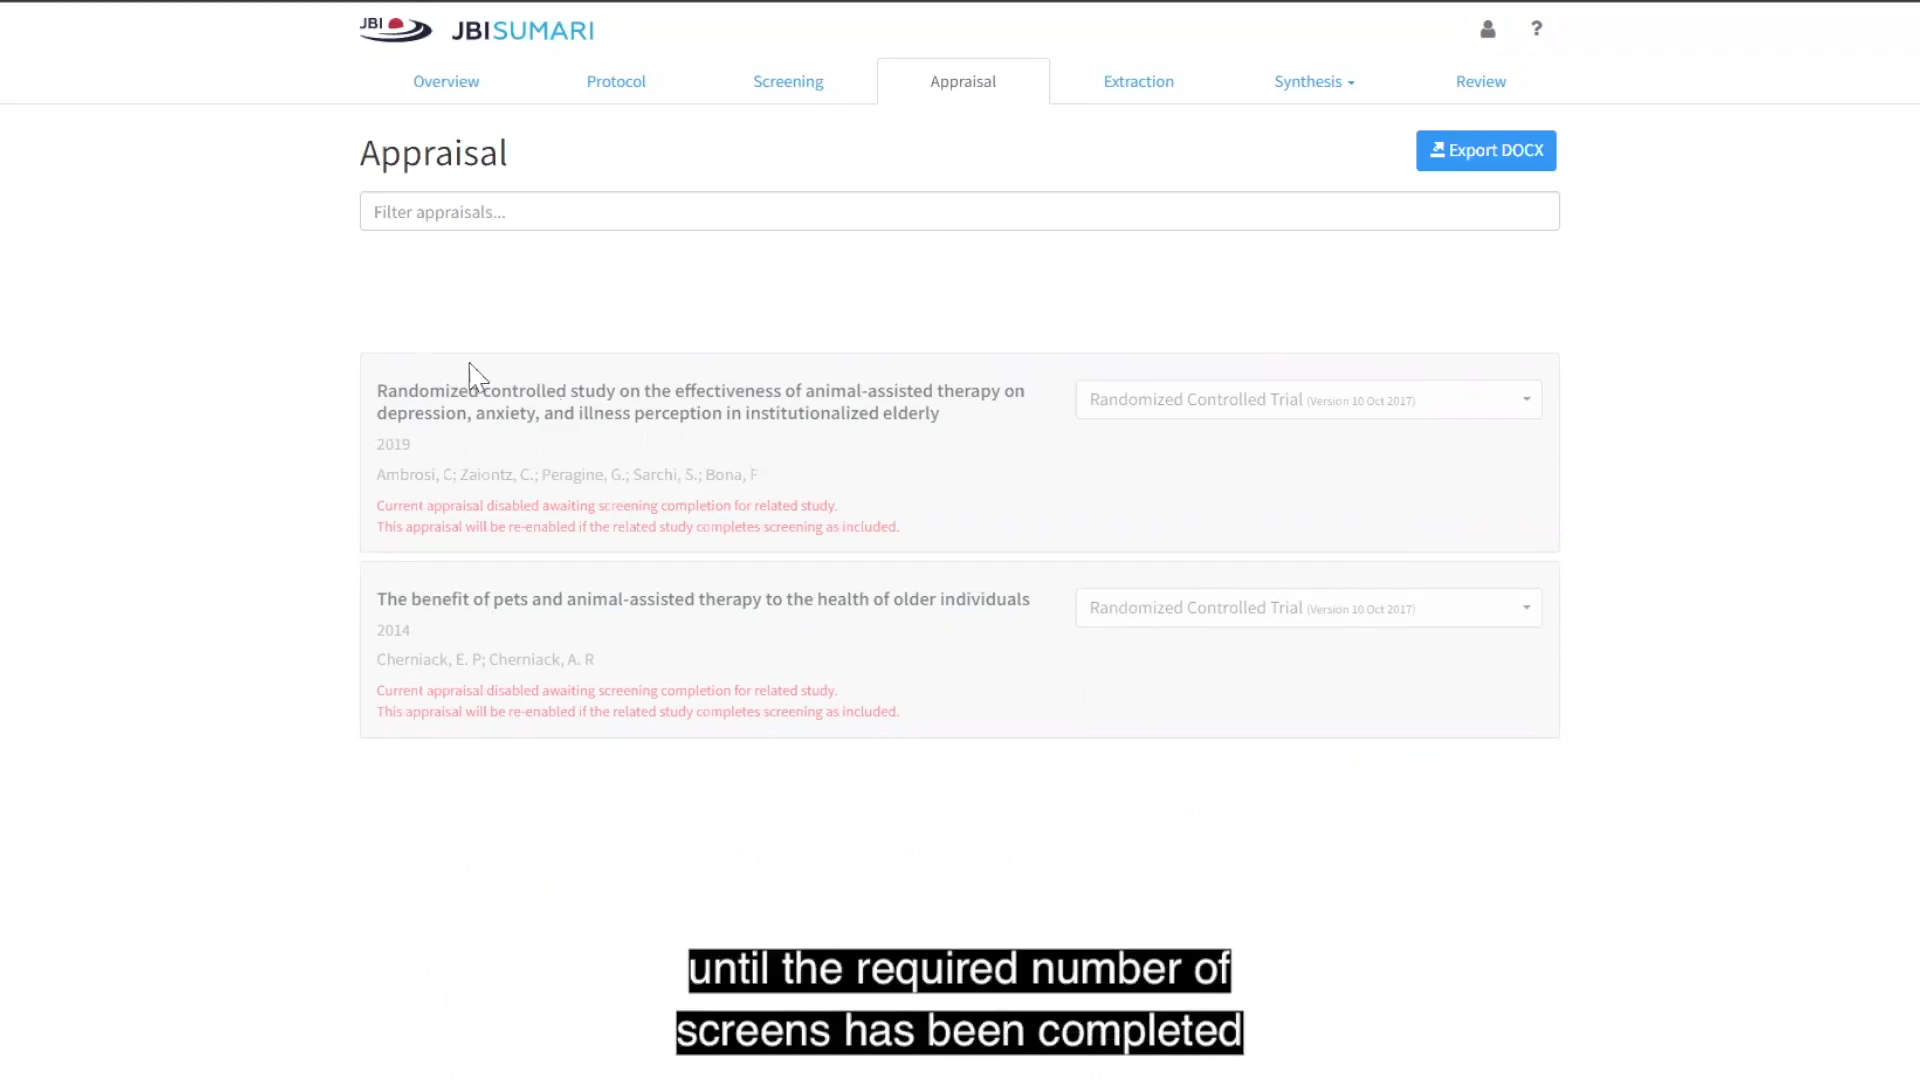 JBI JBISUMARI ?
Overview Protocol Screening Appraisal Extraction Synthesis Review
Appraisal
Export DOCX
Filter appraisals...
Randomized controlled study on the effectiveness of animal-assisted therapy on
depression, anxiety, and illness perception in institutionalized elderly
Randomized Controlled Trial (Version 10 Oct 2017)
2019
Ambrosi, C; Zaiontz, C.; Peragine, G.; Sarchi, S.; Bona, F
Current appraisal disabled awaiting screening completion for related study.
This appraisal will be re-enabled if the related study completes screening as included.
The benefit of pets and animal-assisted therapy to the health of older individuals
Randomized Controlled Trial (Version 10 Oct 2017)
2014
Cherniack, E. P; Cherniack, A. R
Current appraisal disabled awaiting screening completion for related study.
This appraisal will be re-enabled if the related study completes screening as included.
until the required number of
screens has been completed